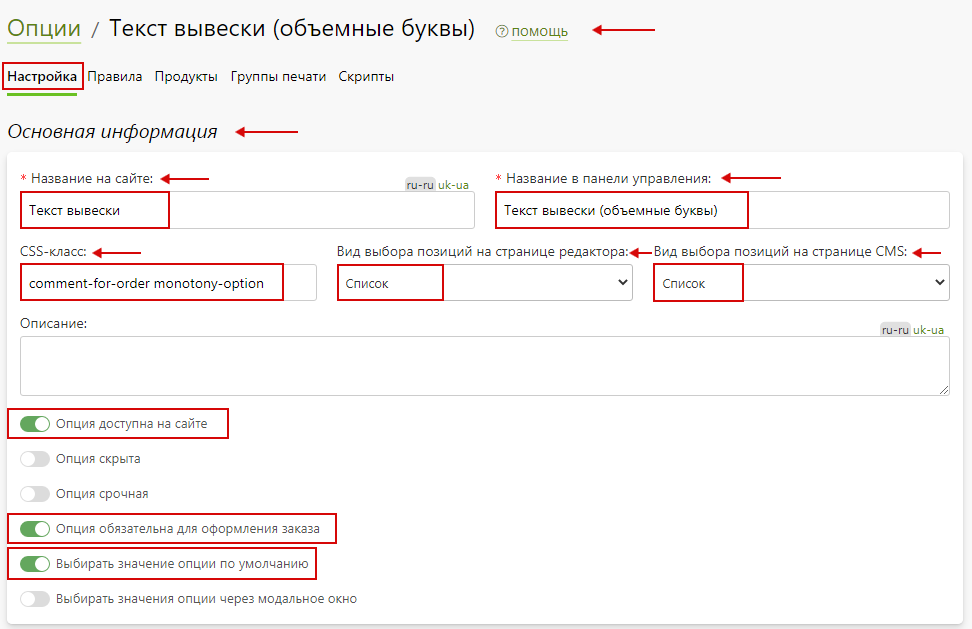 Опции / Текст вывески (объемные буквы) ? помощь
Настройка Правила Продукты Группы печати Скрипты
Основная информация
* Название на сайте: ru-ru uk-ua * Название в панели управления:
Текст вывески Текст вывески (объемные буквы)
CSS-класс: Вид выбора позиций на странице редактора: Вид выбора позиций на странице CMS:
comment-for-order monotony-option Список Список
Описание: ru-ru uk-ua
Опция доступна на сайте
Опция скрыта
Опция срочная
Опция обязательна для оформления заказа
Выбирать значение опции по умолчанию
Выбирать значения опции через модальное окно